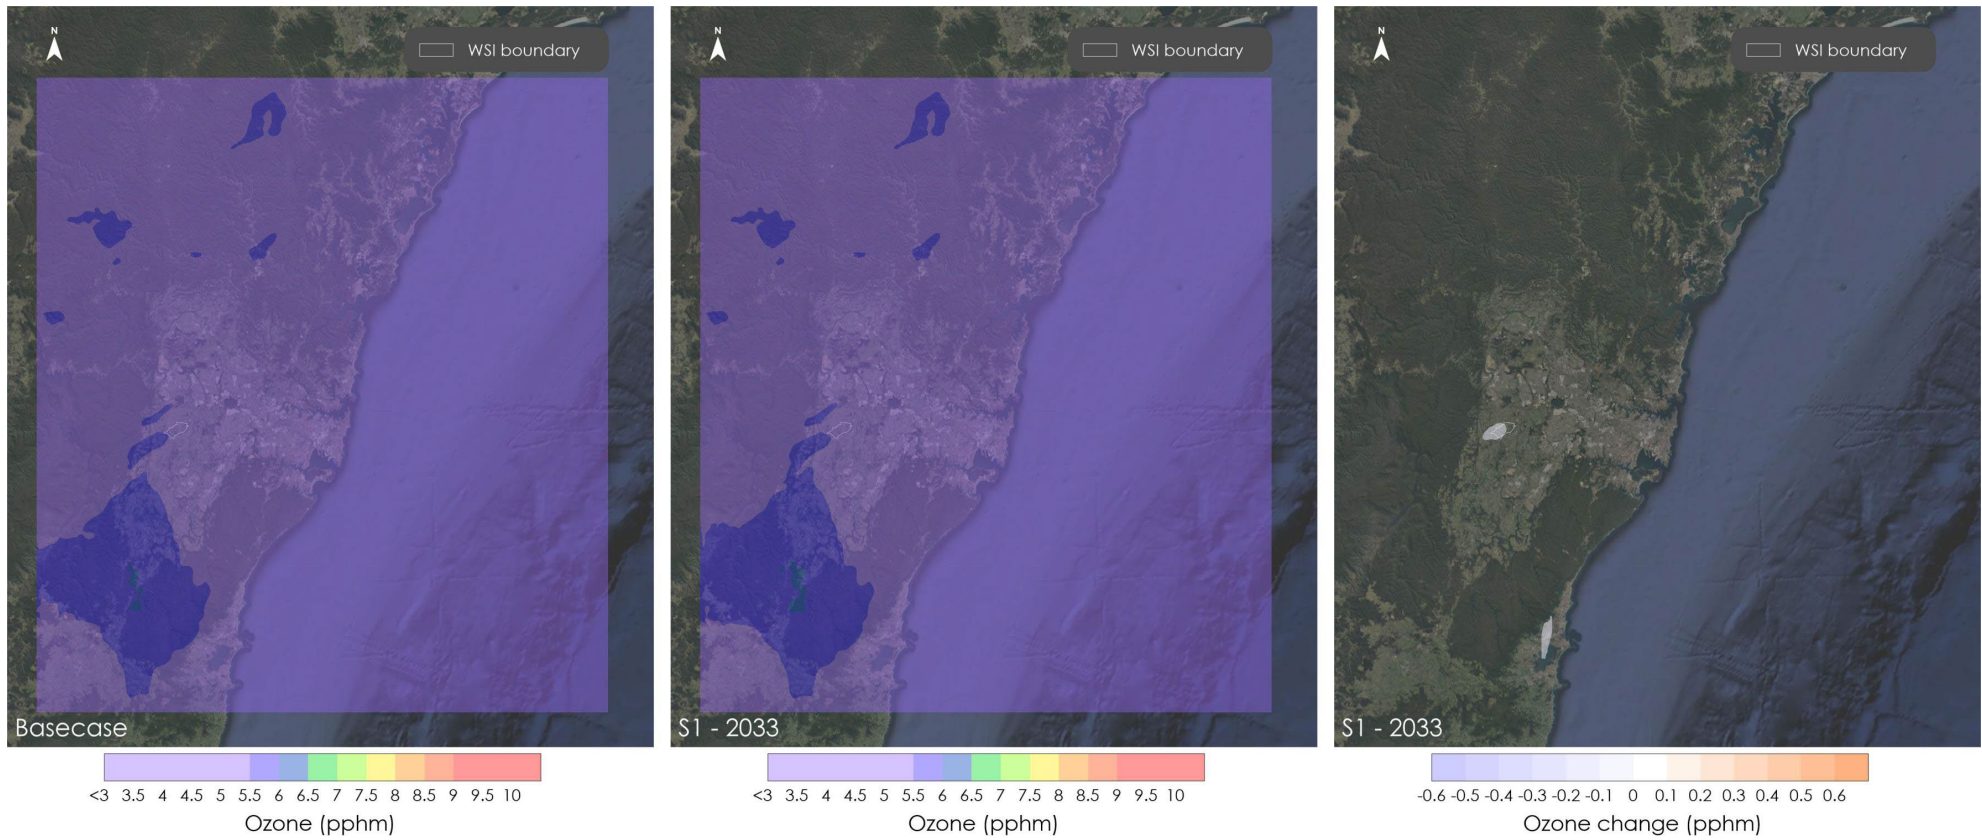 N
WSI boundary
Basecase
<3 3.5 4 4.5 5 5.5 6 6.5 7 7.5 8 8.5 9 9.5 10
Ozone (pphm)
N
WSI boundary
S1 - 2033
<3 3.5 4 4.5 5 5.5 6 6.5 7 7.5 8 8.5 9 9.5 10
Ozone (pphm)
N
WSI boundary
S1 - 2033
-0.6 -0.5 -0.4 -0.3 -0.2 -0.1 0 0.1 0.2 0.3 0.4 0.5 0.6
Ozone change (pphm)